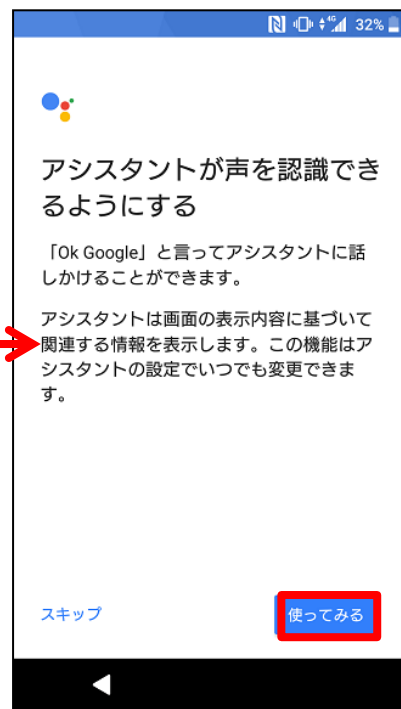 4G 32%
アシスタントが声を認識でき
るようにする
「Ok Google」と言ってアシスタントに話
しかけることができます。
アシスタントは画面の表示内容に基づいて
関連する情報を表示します。この機能はア
シスタントの設定でいつでも変更できま
す。
スキップ 使ってみる